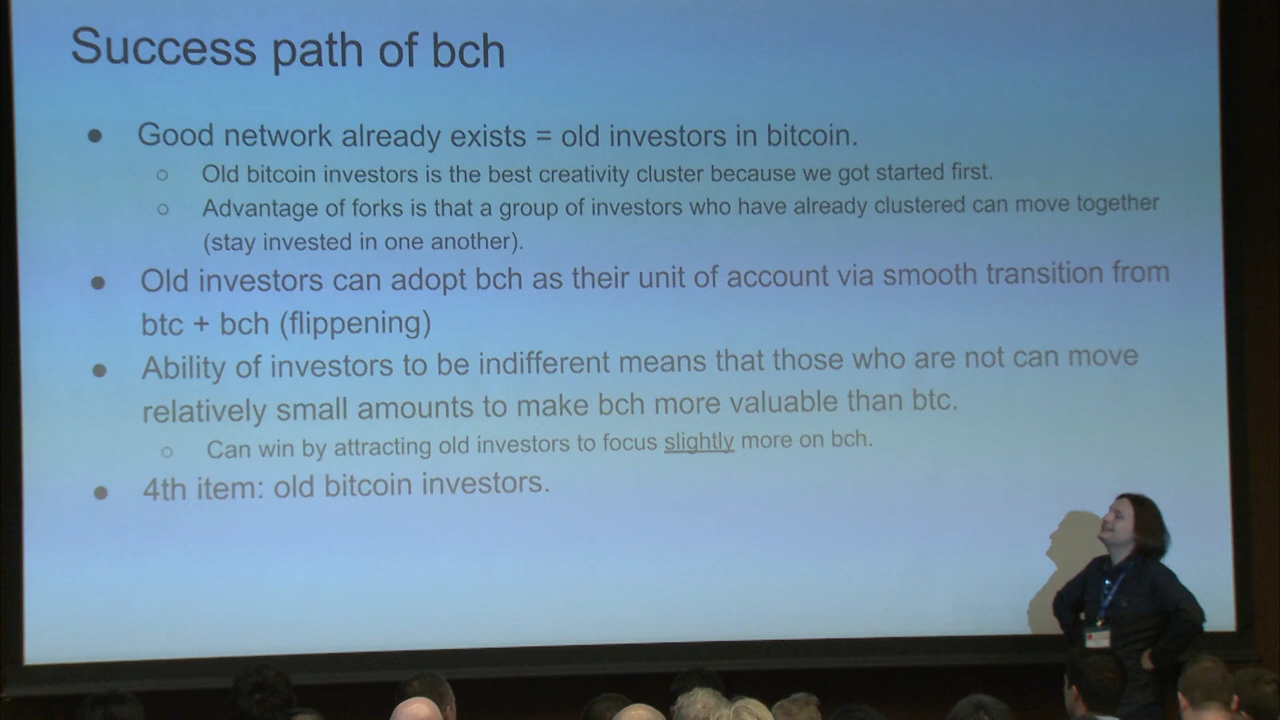 Success path of bch
● Good network already exists = old investors in bitcoin.
○ Old bitcoin investors is the best creativity cluster because we got started first.
○ Advantage of forks is that a group of investors who have already clustered can move together
(stay invested in one another).
● Old investors can adopt bch as their unit of account via smooth transition from
btc + bch (flippening)
● Ability of investors to be indifferent means that those who are not can move
relatively small amounts to make bch more valuable than btc.
○ Can win by attracting old investors to focus slightly more on bch.
● 4th item: old bitcoin investors.